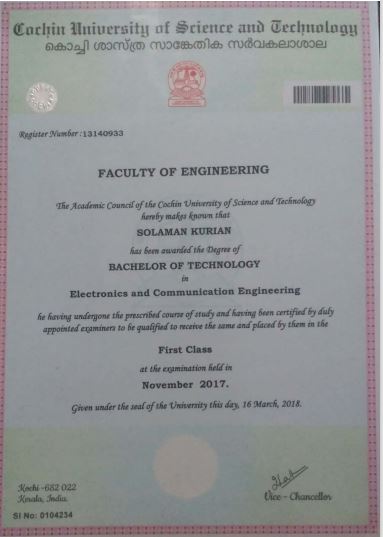 Cochin University of Science and Technology
കൊച്ചി ശാസ്ത്ര സാങ്കേതിക സർവകലാശാല
Register Number :13140933
FACULTY OF ENGINEERING
The Academic Council of the Cochin University of Science and Technology
hereby makes known that
SOLAMAN KURIAN
has been awarded the Degree of
BACHELOR OF TECHNOLOGY
in
Electronics and Communication Engineering
he having undergone the prescribed course of study and having been certified by duly
appointed examiners to be qualified to receive the same and placed by them in the
First Class
at the examination held in
November 2017.
Given under the seal of the University this day, 16 March, 2018.
Kochi -682 022
Kerala, India.
Vice - Chancellor
SI No: 0104234